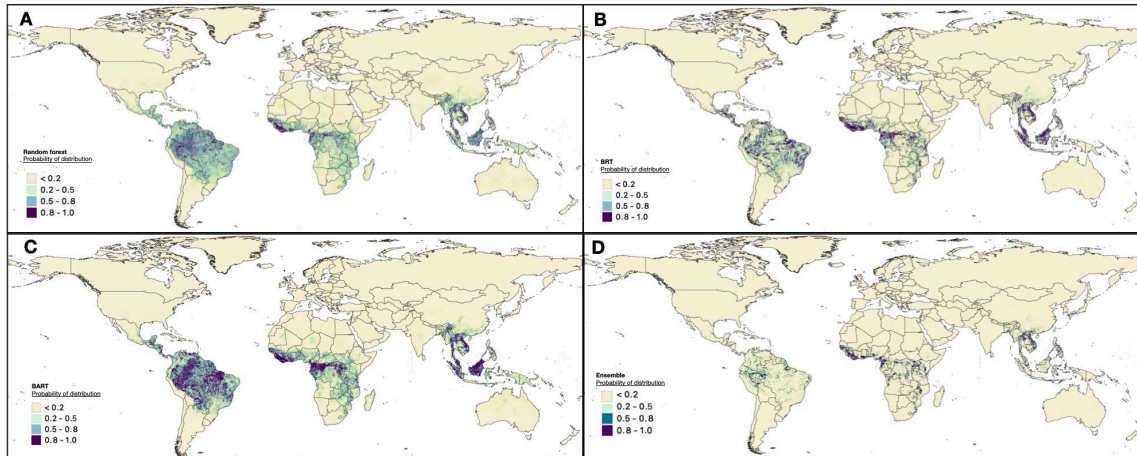 A
Random forest
Probability of distribution
< 0.2
0.2 - 0.5
0.5 - 0.8
0.8 - 1.0
B
BRT
Probability of distribution
< 0.2
0.2 - 0.5
0.5 - 0.8
0.8 - 1.0
C
BART
Probability of distribution
< 0.2
0.2 - 0.5
0.5 - 0.8
0.8 - 1.0
D
Ensemble
Probability of distribution
< 0.2
0.2 - 0.5
0.5 - 0.8
0.8 - 1.0